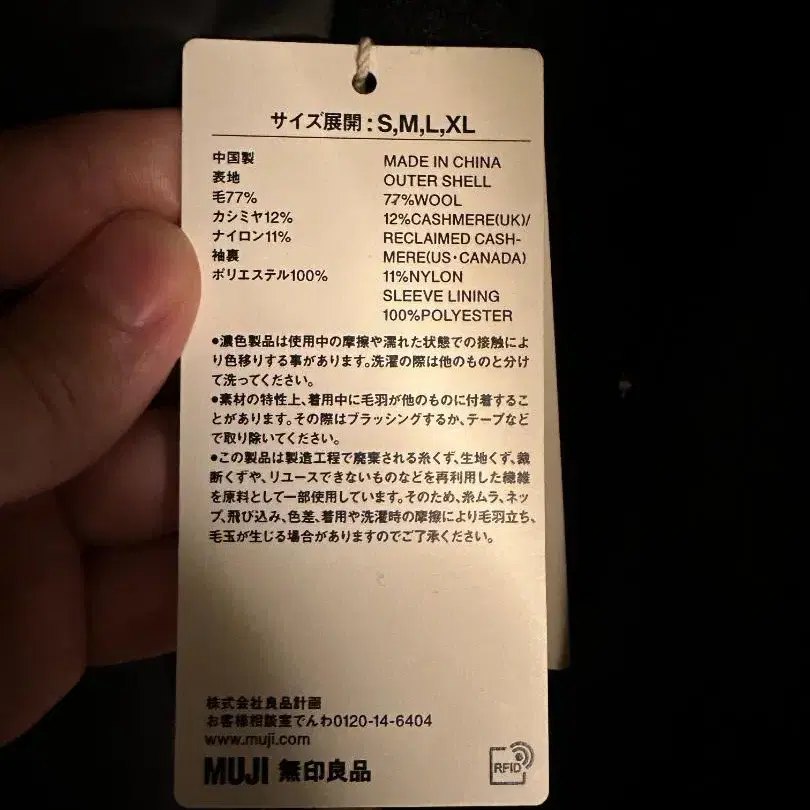 サイズ展開:S,M,L,XL
中国製
表地
毛77%
カシミヤ12%
ナイロン11%
袖裏
ポリエステル100%
MADE IN CHINA
OUTER SHELL
77%WOOL
12%CASHMERE(UK)/
RECLAIMED CASH-
MERE(US・CANADA)
11%NYLON
SLEEVE LINING
100%POLYESTER
●濃色製品は使用中の摩擦や濡れた状態での接触によ
り色移りする事があります。洗濯の際は他のものと分け
て洗ってください。
●素材の特性上、着用中に毛羽が他のものに付着するこ
とがあります。その際はブラッシングするか、テープなど
で取り除いてください。
●この製品は製造工程で廃棄される糸くず、生地くず、裁
断くずや、リユースできないものなどを再利用した繊維
を原料として一部使用しています。そのため、糸ムラ、ネッ
プ、飛び込み、色差、着用や洗濯時の摩擦により毛羽立ち、
毛玉が生じる場合がありますのでご了承ください。
株式会社良品計画
お客様相談室でんわ0120-14-6404
www.muji.com
MUJI 無印良品
RFID